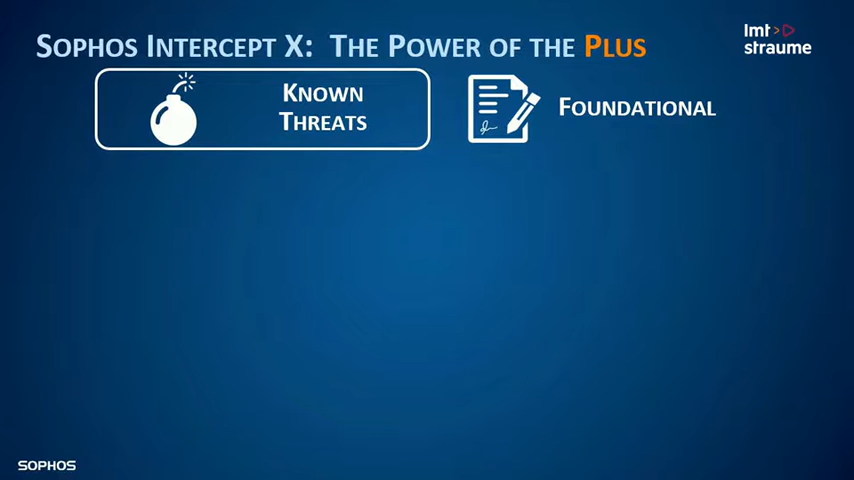 Sophos Intercept X: The Power of the Plus
lmt
straume
Known
Threats
Foundational
SOPHOS